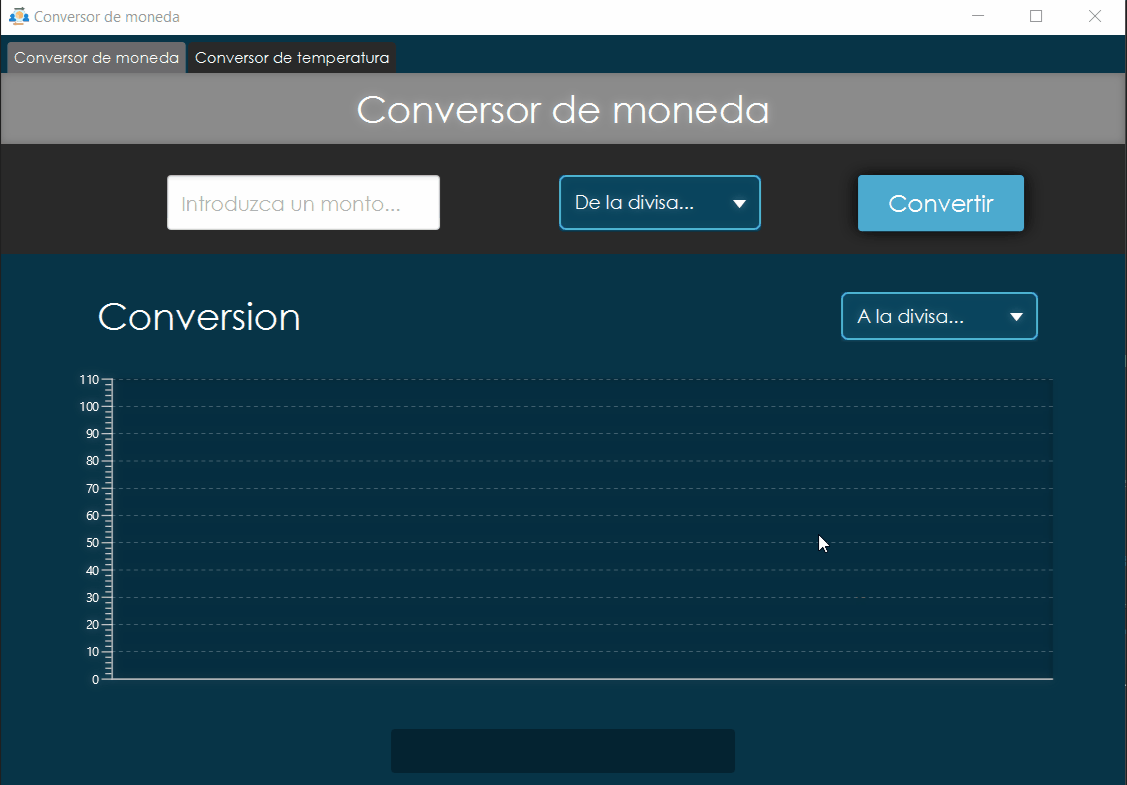 Conversor de moneda
Conversor de moneda Conversor de temperatura
Conversor de moneda
Introduzca un monto... De la divisa... Convertir
Conversion A la divisa...
110
100
90
80
70
60
50
40
30
20
10
0